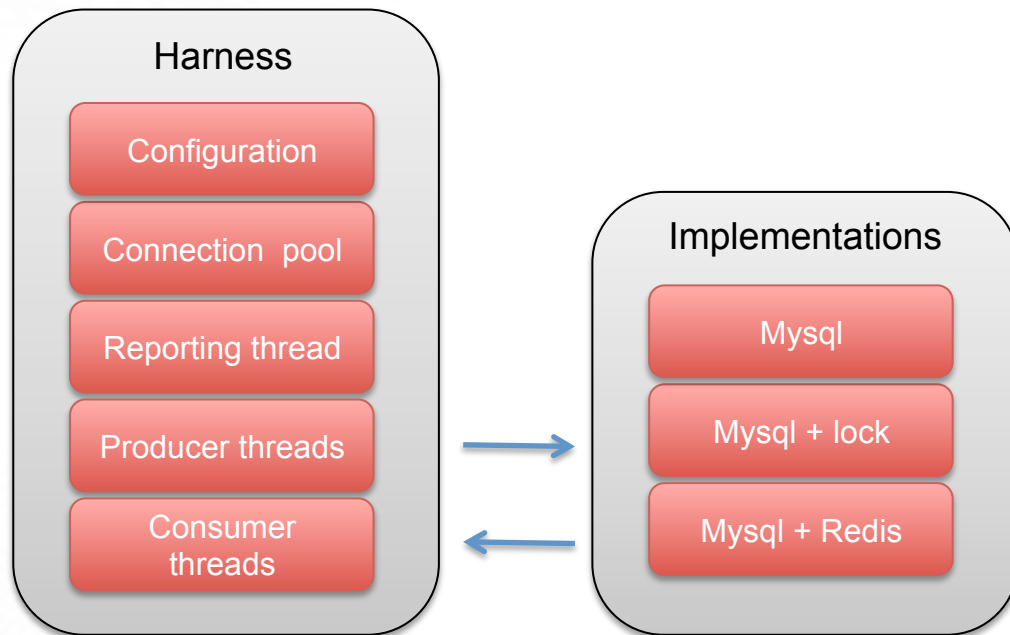 Harness
Configuration
Connection pool
Reporting thread
Producer threads
Consumer
threads
Implementations
Mysql
Mysql + lock
Mysql + Redis